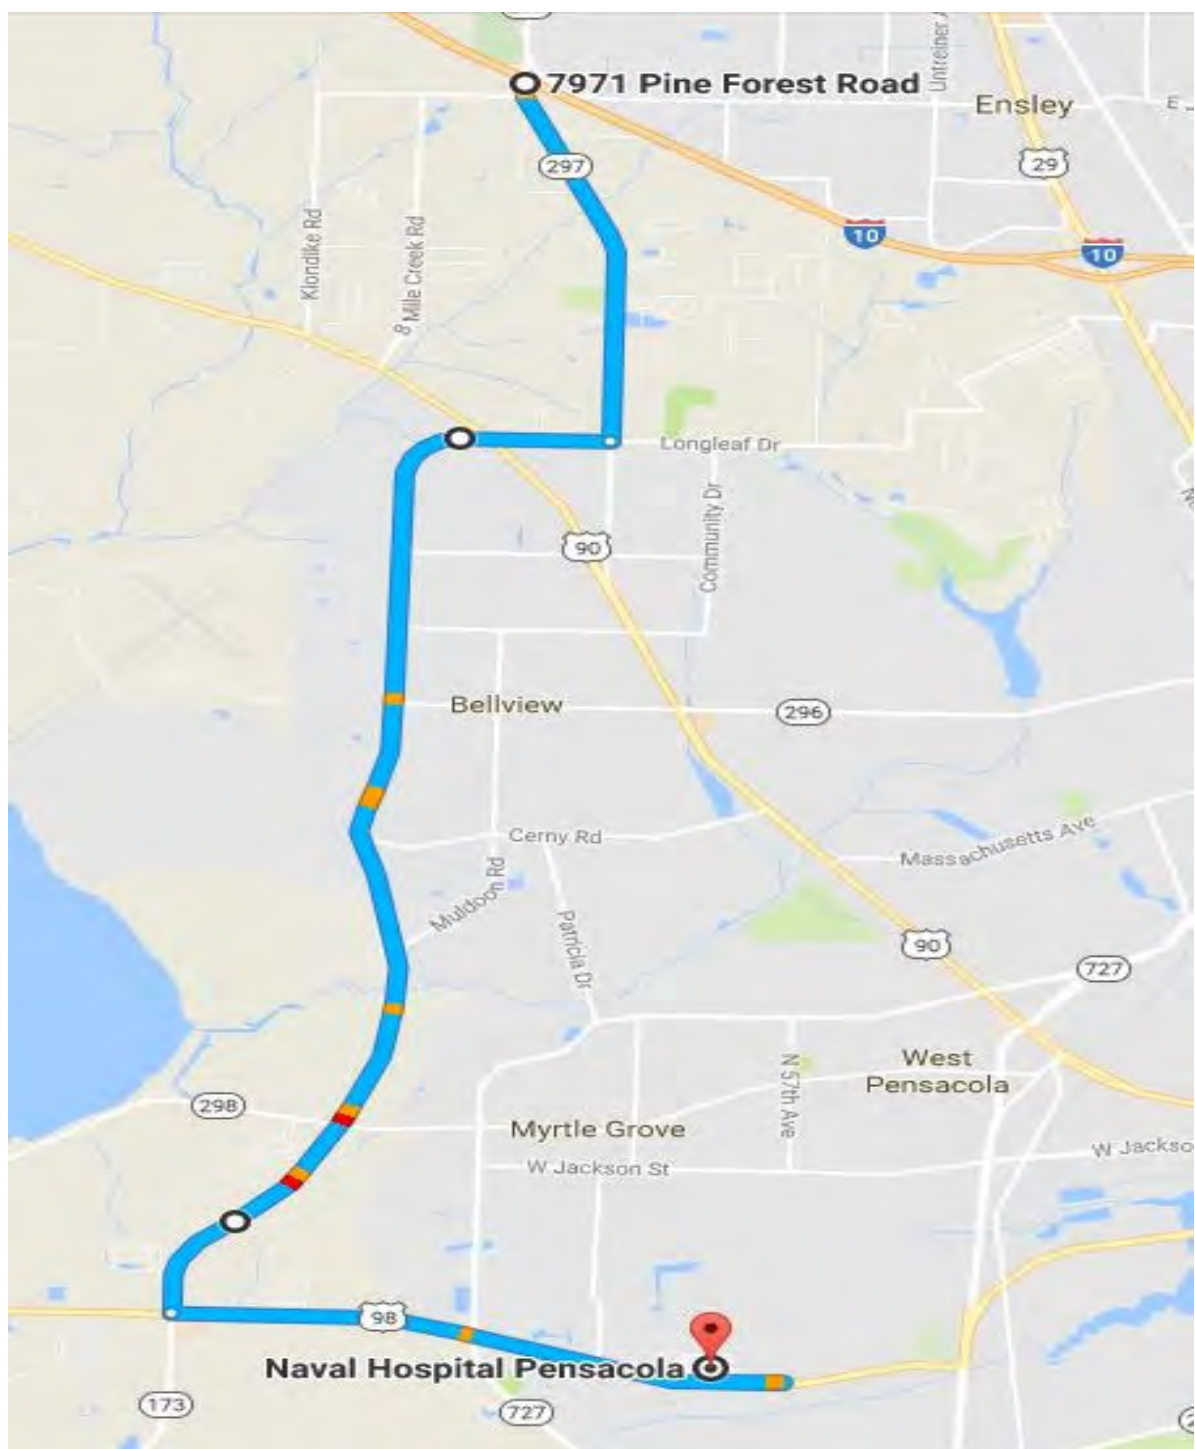 7971 Pine Forest Road
Ensley
E
297
29
10
10
Klondike Rd
8 Mile Creek Rd
Longleaf Dr
Community Dr
90
Bellview
296
Cerny Rd
Massachusetts Ave
Muldoon Rd
Patricia Dr
90
727
West
Pensacola
N 57th Ave
298
Myrtle Grove
W Jackson St
W Jackso
98
Naval Hospital Pensacola
173
727